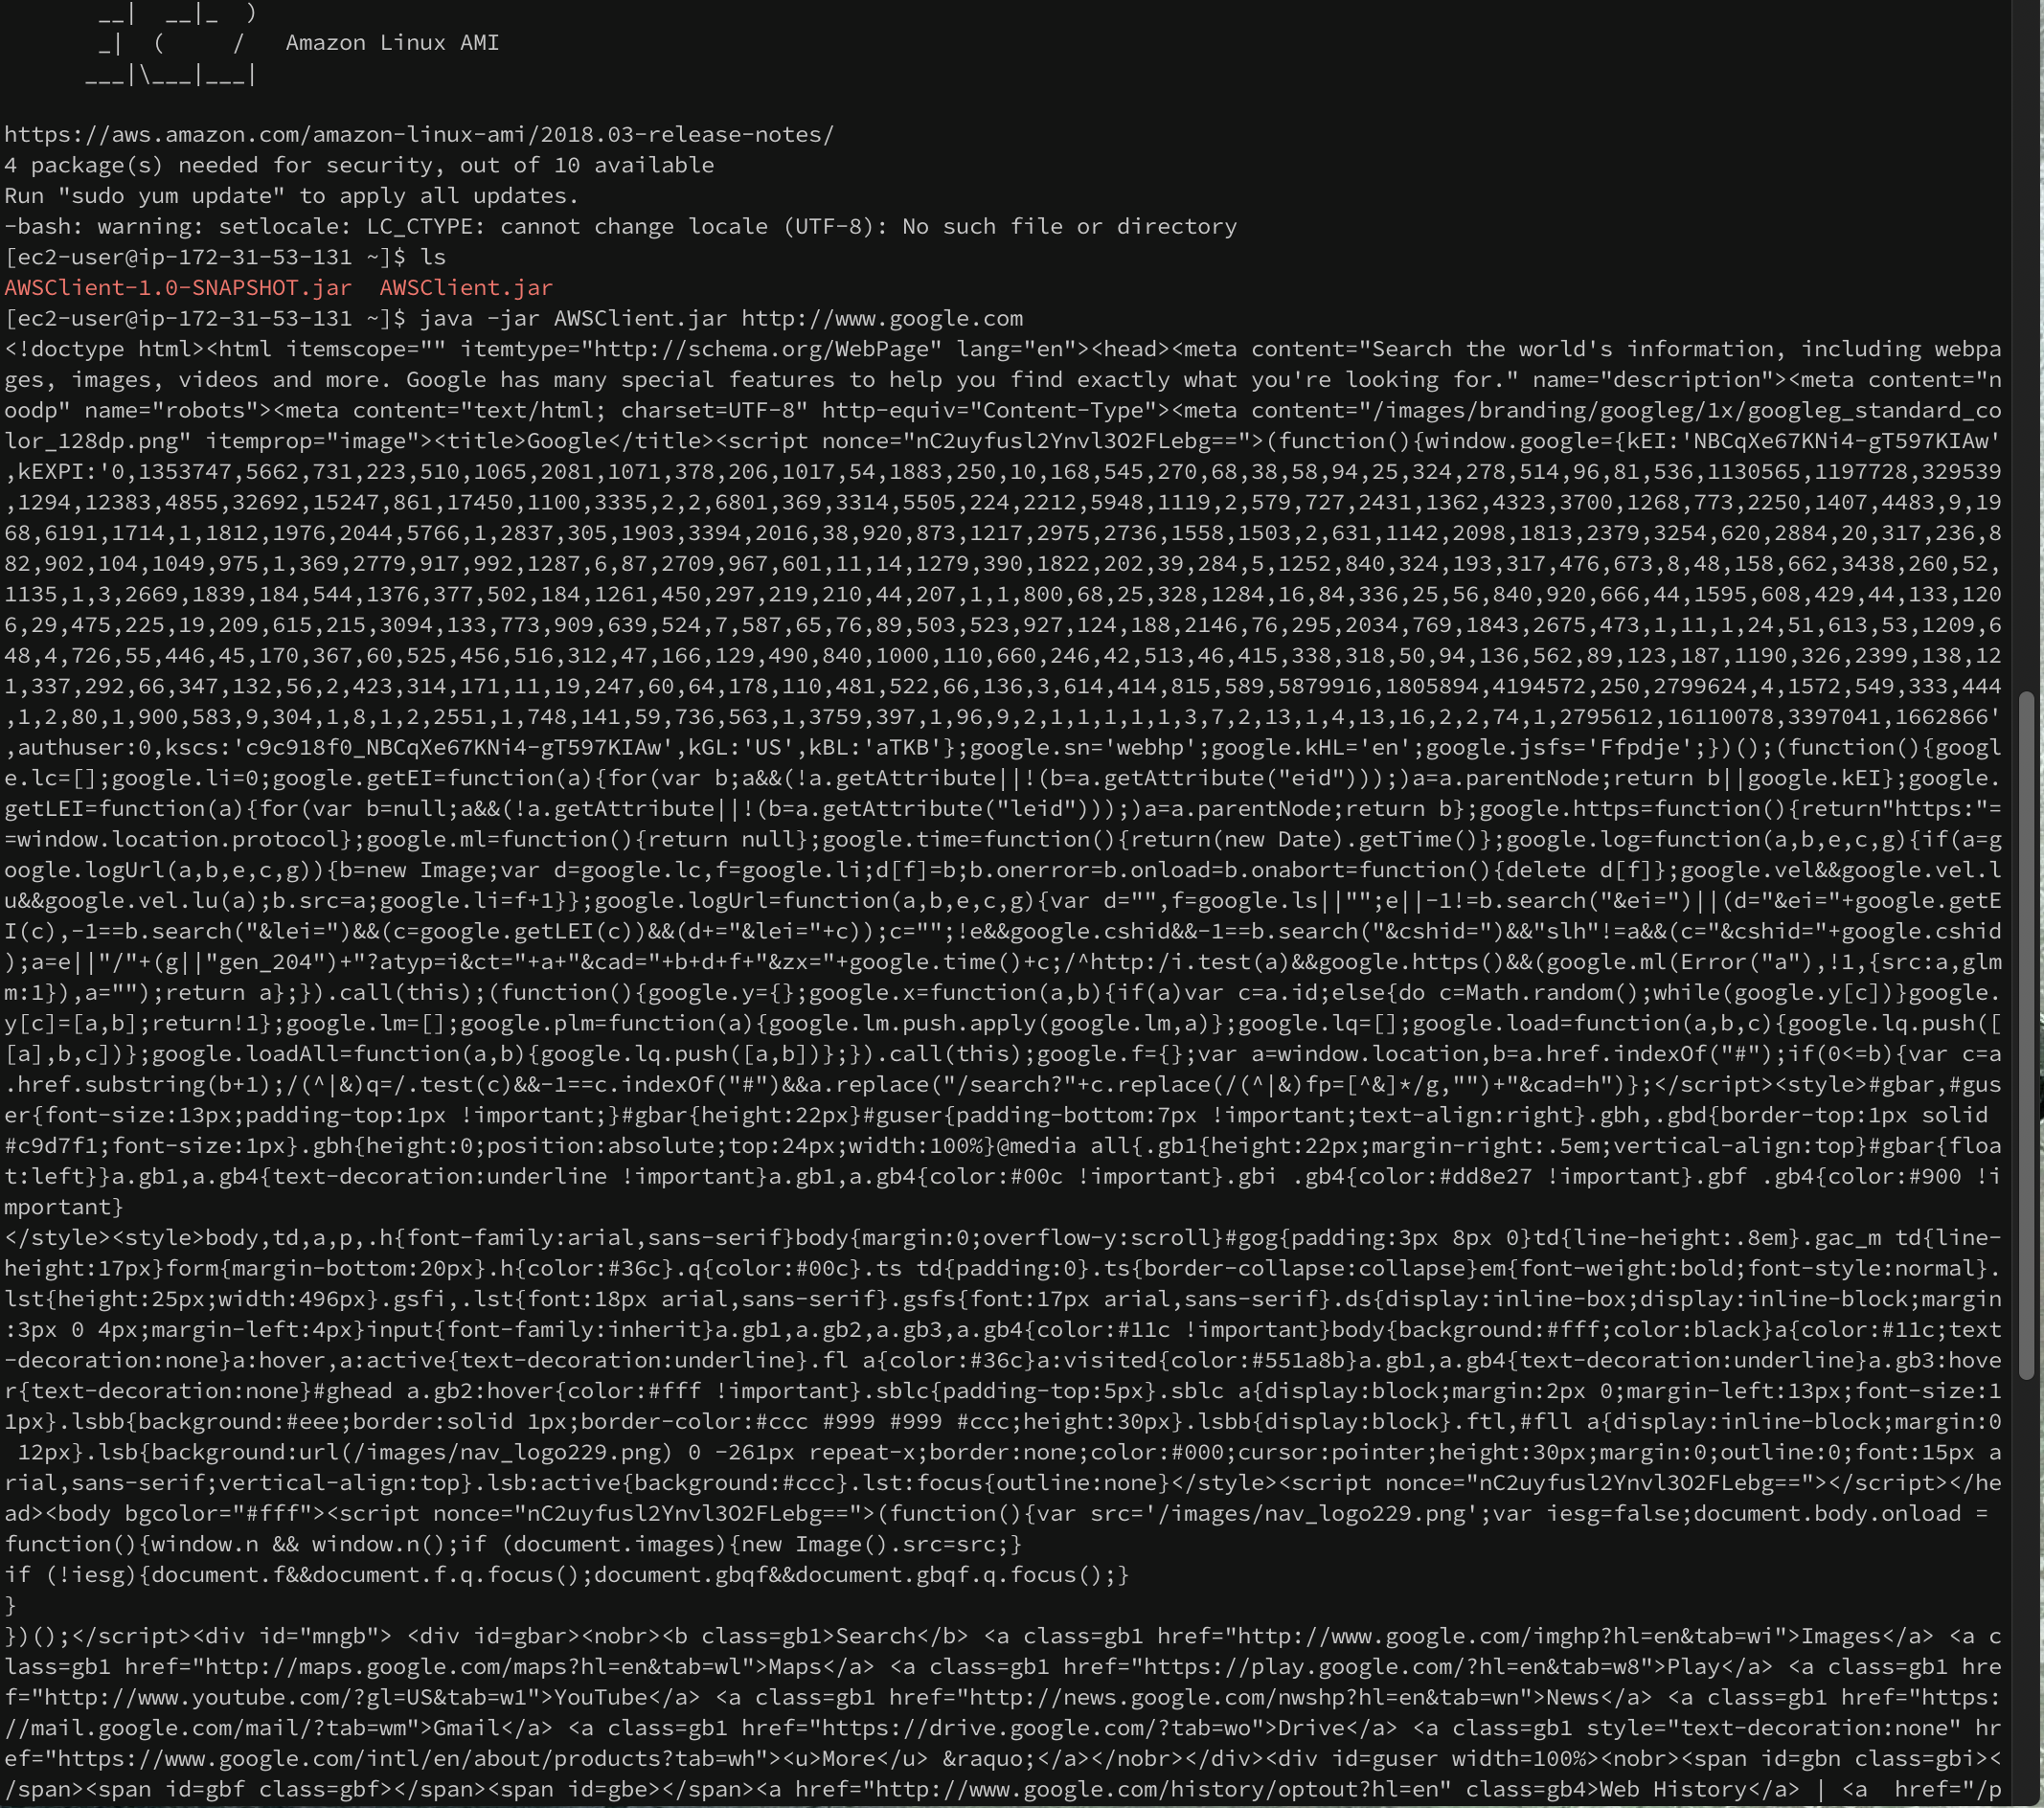 __|  __|_  )
       _|  (     /   Amazon Linux AMI
      ___|\___|___|

https://aws.amazon.com/amazon-linux-ami/2018.03-release-notes/
4 package(s) needed for security, out of 10 available
Run "sudo yum update" to apply all updates.
-bash: warning: setlocale: LC_CTYPE: cannot change locale (UTF-8): No such file or directory
[ec2-user@ip-172-31-53-131 ~]$ ls
AWSClient-1.0-SNAPSHOT.jar  AWSClient.jar
[ec2-user@ip-172-31-53-131 ~]$ java -jar AWSClient.jar http://www.google.com
<!doctype html><html itemscope="" itemtype="http://schema.org/WebPage" lang="en"><head><meta content="Search the world's information, including webpa
ges, images, videos and more. Google has many special features to help you find exactly what you're looking for." name="description"><meta content="n
oodp" name="robots"><meta content="text/html; charset=UTF-8" http-equiv="Content-Type"><meta content="/images/branding/googleg/1x/googleg_standard_co
lor_128dp.png" itemprop="image"><title>Google</title><script nonce="nC2uyfusl2Ynvl3O2FLebg==">(function(){window.google={kEI:'NBCqXe67KNi4-gT597KIAw'
,kEXPI:'0,1353747,5662,731,223,510,1065,2081,1071,378,206,1017,54,1883,250,10,168,545,270,68,38,58,94,25,324,278,514,96,81,536,1130565,1197728,329539
,1294,12383,4855,32692,15247,861,17450,1100,3335,2,2,6801,369,3314,5505,224,2212,5948,1119,2,579,727,2431,1362,4323,3700,1268,773,2250,1407,4483,9,19
68,6191,1714,1,1812,1976,2044,5766,1,2837,305,1903,3394,2016,38,920,873,1217,2975,2736,1558,1503,2,631,1142,2098,1813,2379,3254,620,2884,20,317,236,8
82,902,104,1049,975,1,369,2779,917,992,1287,6,87,2709,967,601,11,14,1279,390,1822,202,39,284,5,1252,840,324,193,317,476,673,8,48,158,662,3438,260,52,
1135,1,3,2669,1839,184,544,1376,377,502,184,1261,450,297,219,210,44,207,1,1,800,68,25,328,1284,16,84,336,25,56,840,920,666,44,1595,608,429,44,133,120
6,29,475,225,19,209,615,215,3094,133,773,909,639,524,7,587,65,76,89,503,523,927,124,188,2146,76,295,2034,769,1843,2675,473,1,11,1,24,51,613,53,1209,6
48,4,726,55,446,45,170,367,60,525,456,516,312,47,166,129,490,840,1000,110,660,246,42,513,46,415,338,318,50,94,136,562,89,123,187,1190,326,2399,138,12
1,337,292,66,347,132,56,2,423,314,171,11,19,247,60,64,178,110,481,522,66,136,3,614,414,815,589,5879916,1805894,4194572,250,2799624,4,1572,549,333,444
,1,2,80,1,900,583,9,304,1,8,1,2,2551,1,748,141,59,736,563,1,3759,397,1,96,9,2,1,1,1,1,1,3,7,2,13,1,4,13,16,2,2,74,1,2795612,16110078,3397041,1662866'
,authuser:0,kscs:'c9c918f0_NBCqXe67KNi4-gT597KIAw',kGL:'US',kBL:'aTKB'};google.sn='webhp';google.kHL='en';google.jsfs='Ffpdje';})();(function(){googl
e.lc=[];google.li=0;google.getEI=function(a){for(var b;a&&(!a.getAttribute||!(b=a.getAttribute("eid")));)a=a.parentNode;return b||google.kEI};google.
getLEI=function(a){for(var b=null;a&&(!a.getAttribute||!(b=a.getAttribute("leid")));)a=a.parentNode;return b};google.https=function(){return"https:"=
=window.location.protocol};google.ml=function(){return null};google.time=function(){return(new Date).getTime()};google.log=function(a,b,e,c,g){if(a=g
oogle.logUrl(a,b,e,c,g)){b=new Image;var d=google.lc,f=google.li;d[f]=b;b.onerror=b.onload=b.onabort=function(){delete d[f]};google.vel&&google.vel.l
u&&google.vel.lu(a);b.src=a;google.li=f+1}};google.logUrl=function(a,b,e,c,g){var d="",f=google.ls||"";e||-1!=b.search("&ei=")||(d="&ei="+google.getE
I(c),-1==b.search("&lei=")&&(c=google.getLEI(c))&&(d+="&lei="+c));c="";!e&&google.cshid&&-1==b.search("&cshid=")&&"slh"!=a&&(c="&cshid="+google.cshid
);a=e||"/"+(g||"gen_204")+"?atyp=i&ct="+a+"&cad="+b+d+f+"&zx="+google.time()+c;/^http:/i.test(a)&&google.https()&&(google.ml(Error("a"),!1,{src:a,glm
m:1}),a="");return a};}).call(this);(function(){google.y={};google.x=function(a,b){if(a)var c=a.id;else{do c=Math.random();while(google.y[c])}google.
y[c]=[a,b];return!1};google.lm=[];google.plm=function(a){google.lm.push.apply(google.lm,a)};google.lq=[];google.load=function(a,b,c){google.lq.push([
[a],b,c])};google.loadAll=function(a,b){google.lq.push([a,b])};}).call(this);google.f={};var a=window.location,b=a.href.indexOf("#");if(0<=b){var c=a
.href.substring(b+1);/(^|&)q=/.test(c)&&-1==c.indexOf("#")&&a.replace("/search?"+c.replace(/(^|&)fp=[^&]*/g,"")+"&cad=h")};</script><style>#gbar,#gus
er{font-size:13px;padding-top:1px !important;}#gbar{height:22px}#guser{padding-bottom:7px !important;text-align:right}.gbh,.gbd{border-top:1px solid
#c9d7f1;font-size:1px}.gbh{height:0;position:absolute;top:24px;width:100%}@media all{.gb1{height:22px;margin-right:.5em;vertical-align:top}#gbar{floa
t:left}}a.gb1,a.gb4{text-decoration:underline !important}a.gb1,a.gb4{color:#00c !important}.gbi .gb4{color:#dd8e27 !important}.gbf .gb4{color:#900 !i
mportant}
</style><style>body,td,a,p,.h{font-family:arial,sans-serif}body{margin:0;overflow-y:scroll}#gog{padding:3px 8px 0}td{line-height:.8em}.gac_m td{line-
height:17px}form{margin-bottom:20px}.h{color:#36c}.q{color:#00c}.ts td{padding:0}.ts{border-collapse:collapse}em{font-weight:bold;font-style:normal}.
lst{height:25px;width:496px}.gsfi,.lst{font:18px arial,sans-serif}.gsfs{font:17px arial,sans-serif}.ds{display:inline-box;display:inline-block;margin
:3px 0 4px;margin-left:4px}input{font-family:inherit}a.gb1,a.gb2,a.gb3,a.gb4{color:#11c !important}body{background:#fff;color:black}a{color:#11c;text
-decoration:none}a:hover,a:active{text-decoration:underline}.fl a{color:#36c}a:visited{color:#551a8b}a.gb1,a.gb4{text-decoration:underline}a.gb3:hove
r{text-decoration:none}#ghead a.gb2:hover{color:#fff !important}.sblc{padding-top:5px}.sblc a{display:block;margin:2px 0;margin-left:13px;font-size:1
1px}.lsbb{background:#eee;border:solid 1px;border-color:#ccc #999 #999 #ccc;height:30px}.lsbb{display:block}.ftl,#fll a{display:inline-block;margin:0
 12px}.lsb{background:url(/images/nav_logo229.png) 0 -261px repeat-x;border:none;color:#000;cursor:pointer;height:30px;margin:0;outline:0;font:15px a
rial,sans-serif;vertical-align:top}.lsb:active{background:#ccc}.lst:focus{outline:none}</style><script nonce="nC2uyfusl2Ynvl3O2FLebg=="></script></he
ad><body bgcolor="#fff"><script nonce="nC2uyfusl2Ynvl3O2FLebg==">(function(){var src='/images/nav_logo229.png';var iesg=false;document.body.onload =
function(){window.n && window.n();if (document.images){new Image().src=src;}
if (!iesg){document.f&&document.f.q.focus();document.gbqf&&document.gbqf.q.focus();}
}
})();</script><div id="mngb"> <div id=gbar><nobr><b class=gb1>Search</b> <a class=gb1 href="http://www.google.com/imghp?hl=en&tab=wi">Images</a> <a c
lass=gb1 href="http://maps.google.com/maps?hl=en&tab=wl">Maps</a> <a class=gb1 href="https://play.google.com/?hl=en&tab=w8">Play</a> <a class=gb1 hre
f="http://www.youtube.com/?gl=US&tab=w1">YouTube</a> <a class=gb1 href="http://news.google.com/nwshp?hl=en&tab=wn">News</a> <a class=gb1 href="https:
//mail.google.com/mail/?tab=wm">Gmail</a> <a class=gb1 href="https://drive.google.com/?tab=wo">Drive</a> <a class=gb1 style="text-decoration:none" hr
ef="https://www.google.com/intl/en/about/products?tab=wh"><u>More</u> &raquo;</a></nobr></div><div id=guser width=100%><nobr><span id=gbn class=gbi><
/span><span id=gbf class=gbf></span><span id=gbe></span><a href="http://www.google.com/history/optout?hl=en" class=gb4>Web History</a> | <a  href="/p